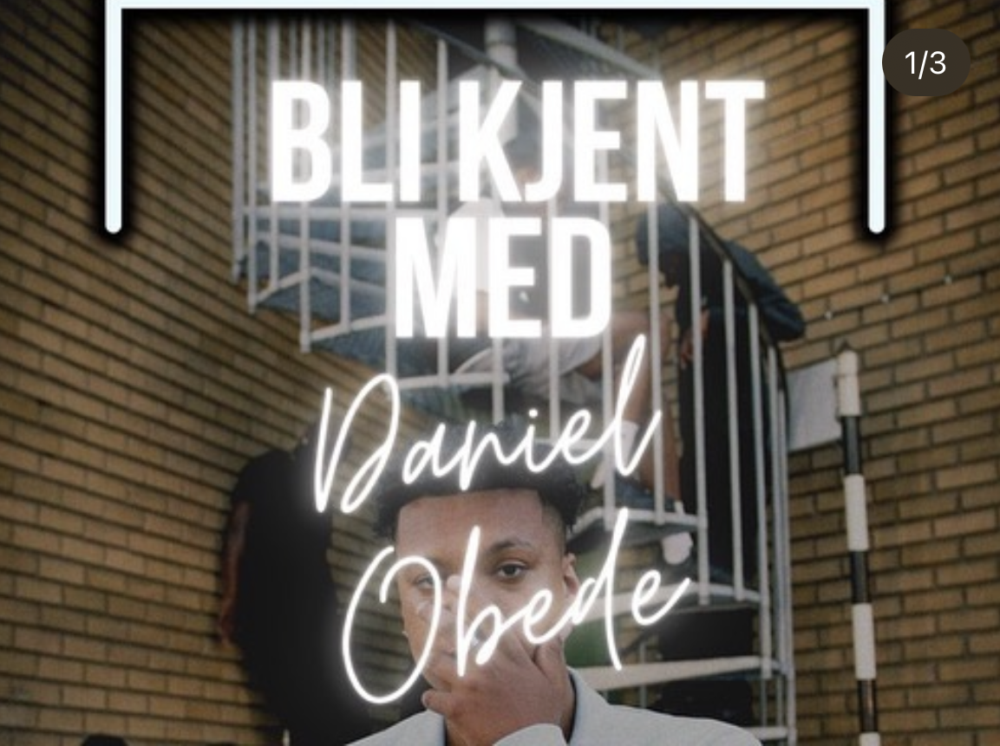 1/3
BLI KJENT
MED
Daniel
Obede